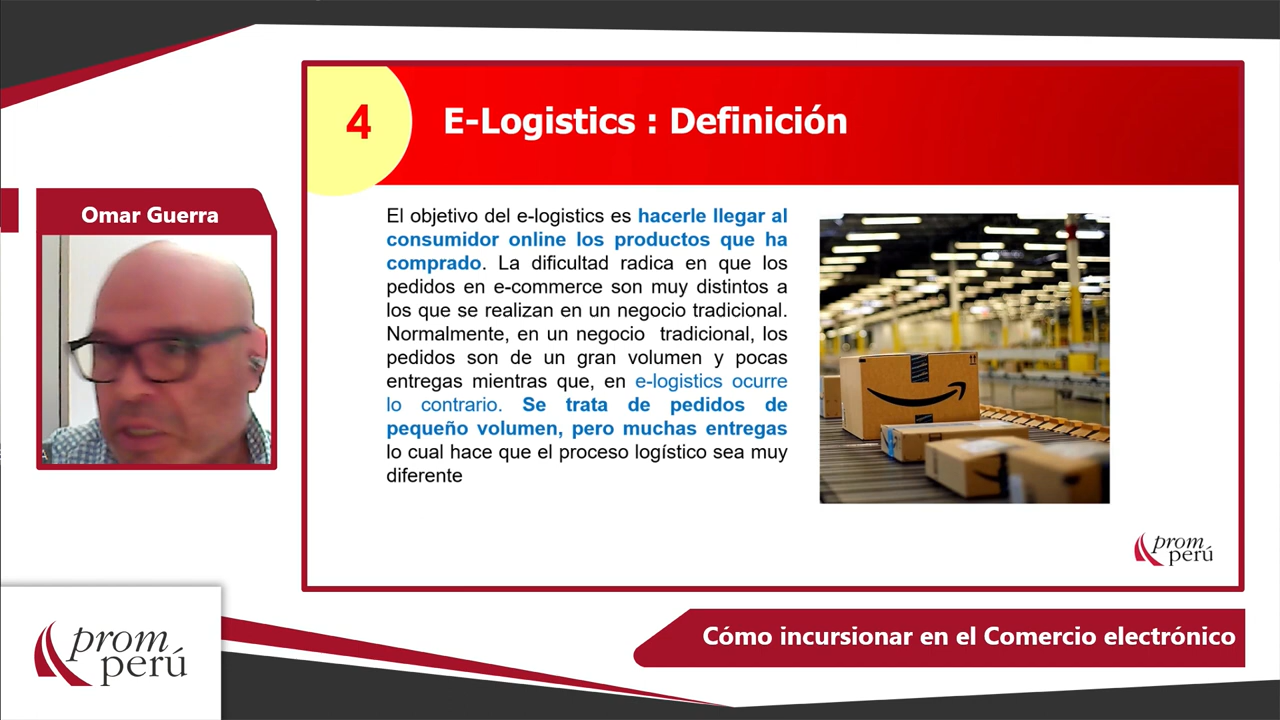 4
E-Logistics : Definición
Omar Guerra
El objetivo del e-logistics es hacerle llegar al
consumidor online los productos que ha
comprado. La dificultad radica en que los
pedidos en e-commerce son muy distintos a
los que se realizan en un negocio tradicional.
Normalmente, en un negocio tradicional, los
pedidos son de un gran volumen y pocas
entregas mientras que, en e-logistics ocurre
lo contrario. Se trata de pedidos de
pequeño volumen, pero muchas entregas
lo cual hace que el proceso logístico sea muy
diferente
prom
perú
Cómo incursionar en el Comercio electrónico
prom
perú